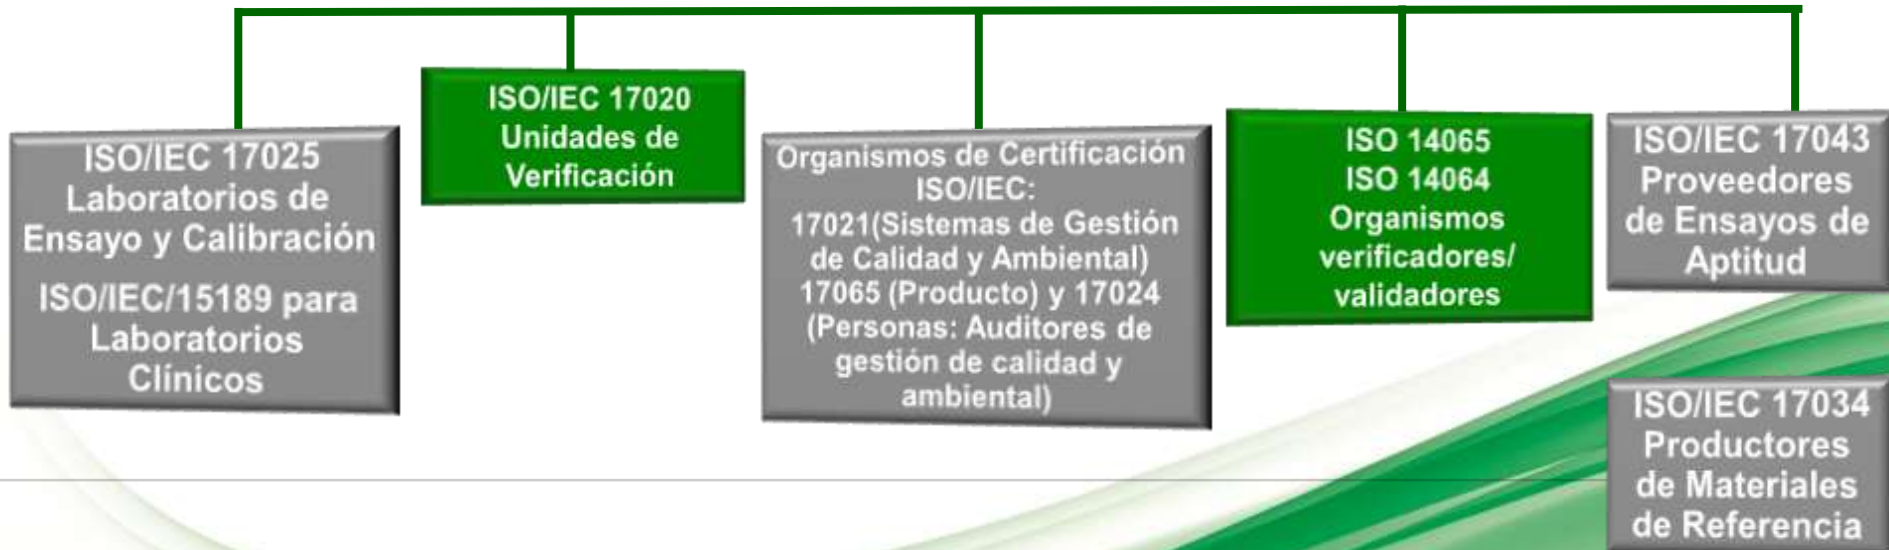 ISO/IEC 17025
Laboratorios de
Ensayo y Calibración
ISO/IEC/15189 para
Laboratorios
Clínicos
ISO/IEC 17020
Unidades de
Verificación
Organismos de Certificación
ISO/IEC:
17021(Sistemas de Gestión
de Calidad y Ambiental)
17065 (Producto) y 17024
(Personas: Auditores de
gestión de calidad y
ambiental)
ISO 14065
ISO 14064
Organismos
verificadores/
validadores
ISO/IEC 17043
Proveedores
de Ensayos de
Aptitud
ISO/IEC 17034
Productores
de Materiales
de Referencia